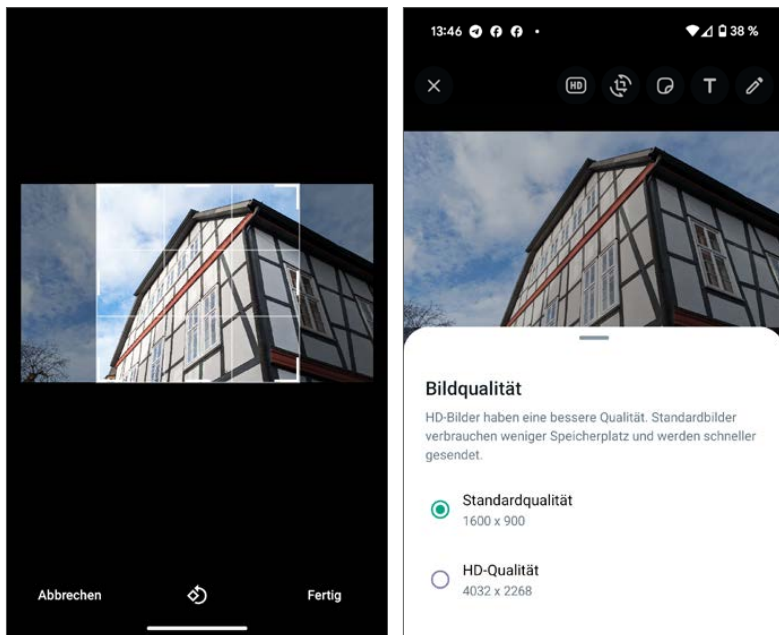 Abbrechen
Fertig
13:46
38 %
HD
T
Bildqualität
HD-Bilder haben eine bessere Qualität. Standardbilder
verbrauchen weniger Speicherplatz und werden schneller
gesendet.
Standardqualität
1600 x 900
HD-Qualität
4032 x 2268